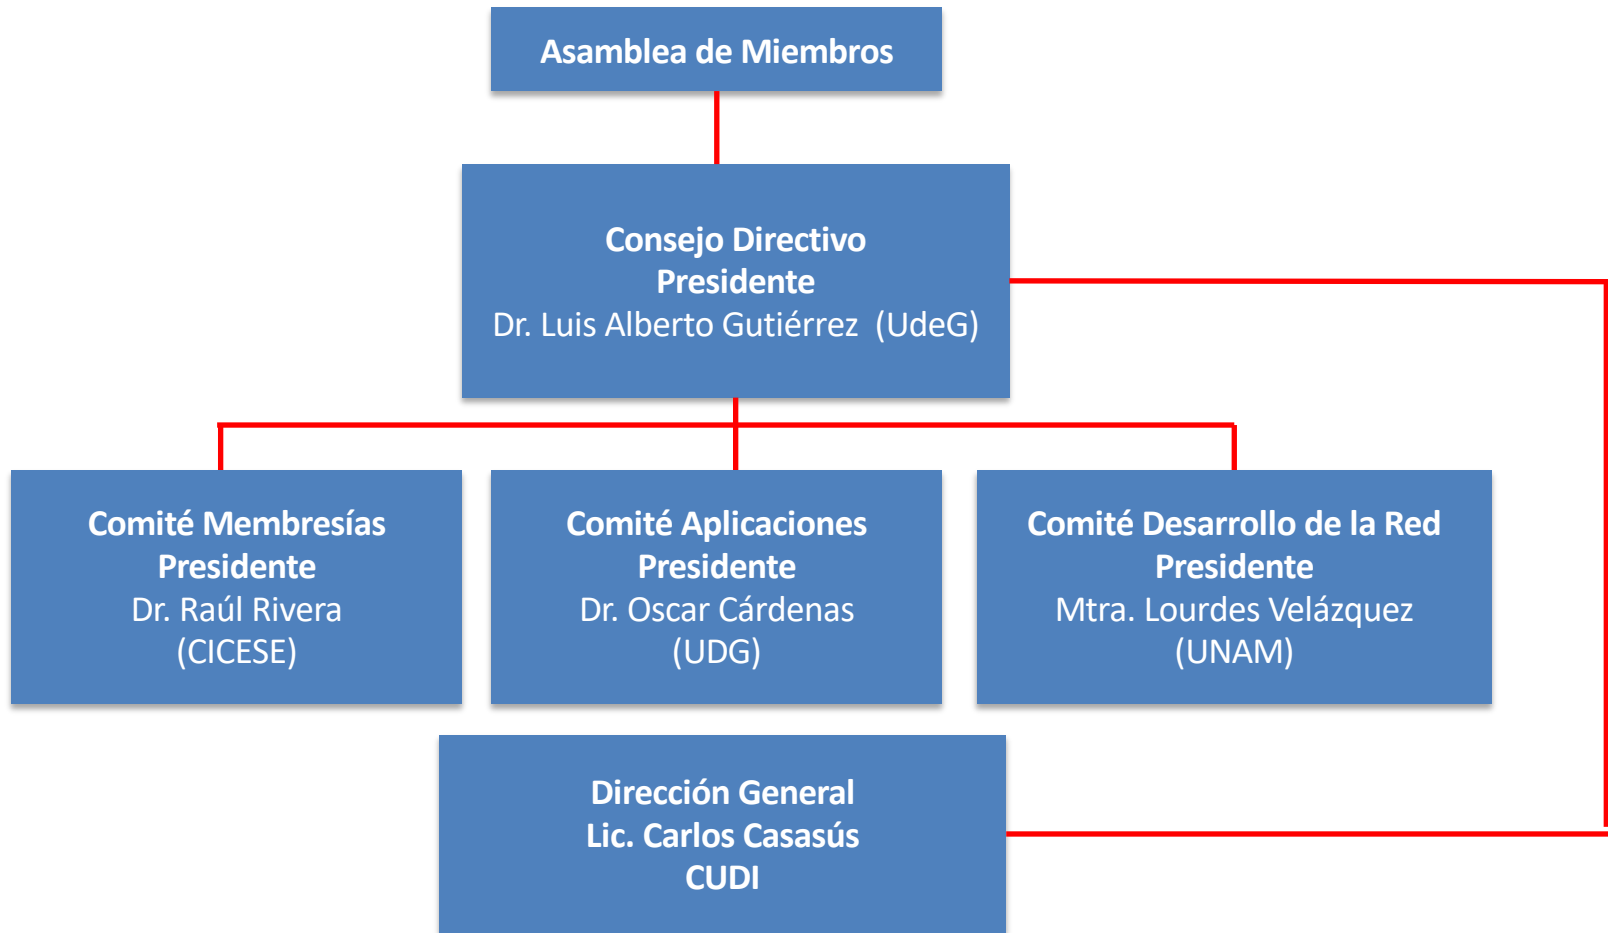 Asamblea de Miembros
Consejo Directivo
Presidente
Dr. Luis Alberto Gutiérrez  (UdeG)
Comité Membresías
Presidente
Dr. Raúl Rivera
(CICESE)
Comité Aplicaciones
Presidente
Dr. Oscar Cárdenas
(UDG)
Comité Desarrollo de la Red
Presidente
Mtra. Lourdes Velázquez
(UNAM)
Dirección General
Lic. Carlos Casasús
CUDI